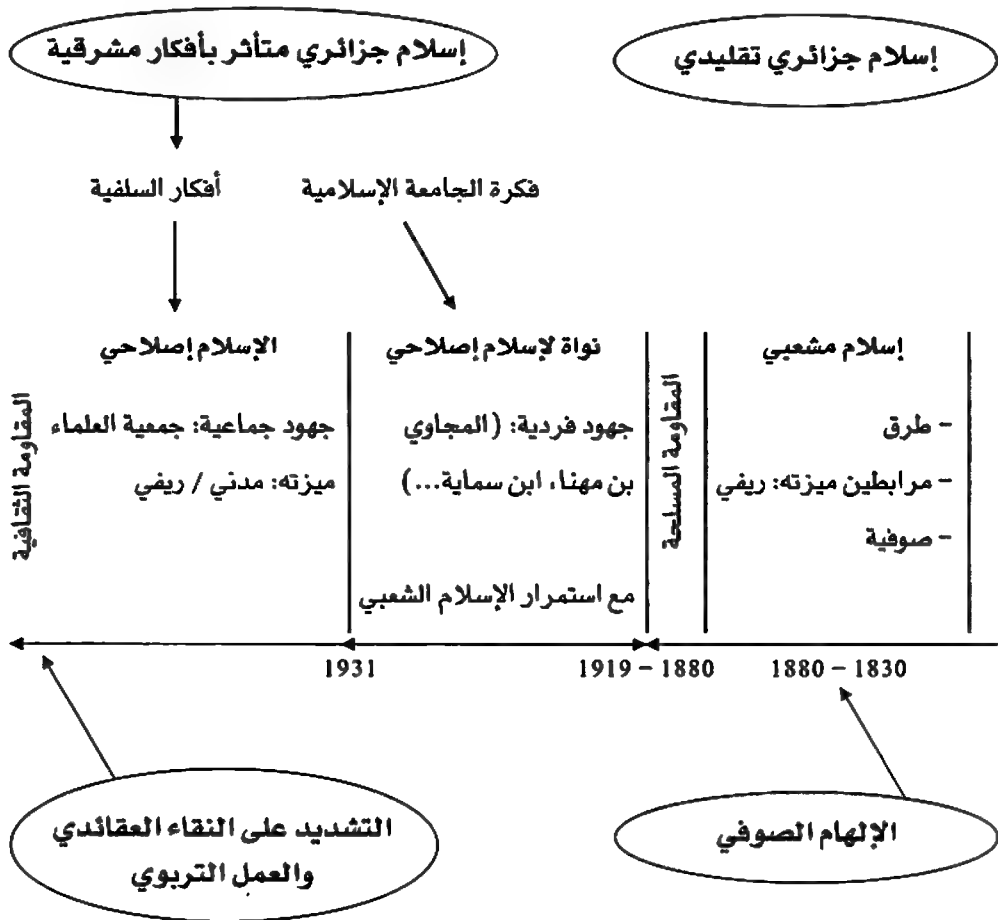 إسلام جزائري تقليدي
إسلام جزائري متأثر بأفكار مشرقية
فكرة الجامعة الإسلامية
أفكار السلفية
إسلام مشعبي
- طرق
- مرابطين ميزته: ريفي
- صوفية
المقاومة المسلحة
نواة لإسلام إصلاحي
جهود فردية: (المجاوي
بن مهنا، ابن سماية...)
مع استمرار الإسلام الشعبي
الإسلام إصلاحي
جهود جماعية: جمعية العلماء
ميزته: مدني / ريفي
المقاومة الثقافية
1880 – 1830
1919 – 1880
1931
الإلهام الصوفي
التشديد على النقاء العقائدي
والعمل التربوي